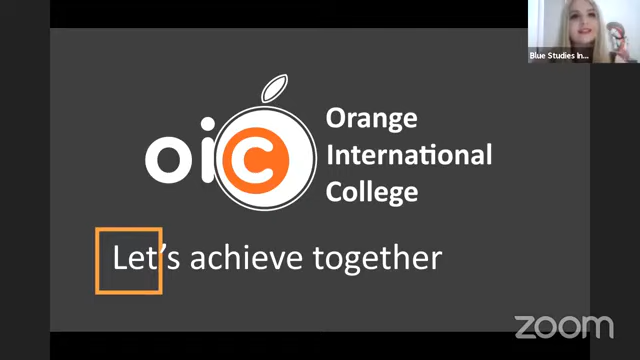 Blue Studies In...
oic
Orange
International
College
Let's achieve together
zoom